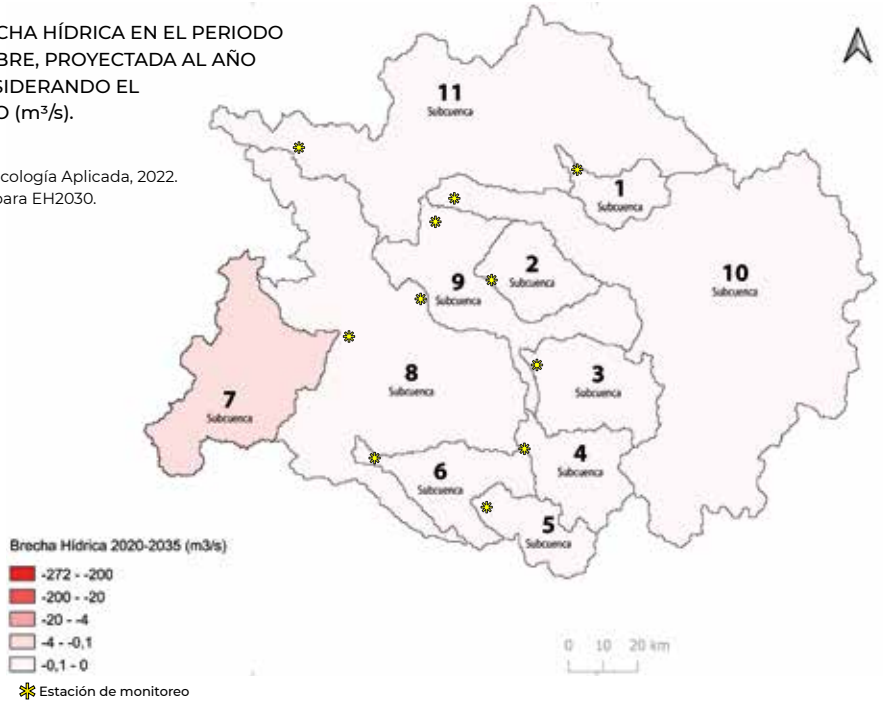 CHA HÍDRICA EN EL PERIODO
BRE, PROYECTADA AL AÑO
SIDERANDO EL
O (m³/s).
cología Aplicada, 2022.
para EH2030.
11
Subcuenca
1
Subcuenca
2
Subcuenca
10
Subcuenca
9
Subcuenca
8
Subcuenca
3
Subcuenca
7
Subcuenca
4
Subcuenca
6
Subcuenca
5
Subcuenca
Brecha Hídrica 2020-2035 (m3/s)
-272 - -200
-200 - -20
-20 - -4
-4 - -0,1
-0,1 - 0
Estación de monitoreo
0 10 20 km